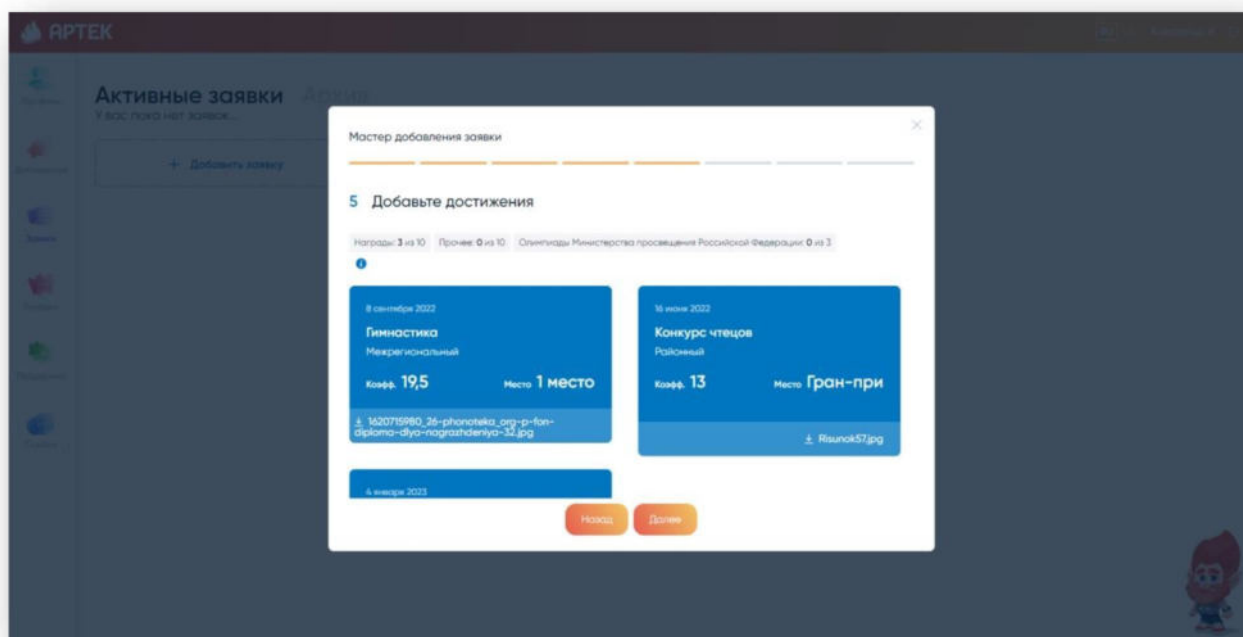 АРТЕК
Активные заявки Архив
У вас пока нет заявок...
+ Добавить заявку
Мастер добавления заявки
5 Добавьте достижения
Награды: 3 из 10 Прочее: 0 из 10 Олимпиады Министерства просвещения Российской Федерации: 0 из 3
8 сентября 2022
Гимнастика
Межрегиональный
Коэфф. 19,5 Место 1 место
1620715980_26-phonoteka_org-p-fon-
diploma-dlya-nagrazhdeniya-32.jpg
16 июня 2022
Конкурс чтецов
Районный
Коэфф. 13 Место Гран-при
Risunok57.jpg
4 января 2023
Назад Далее